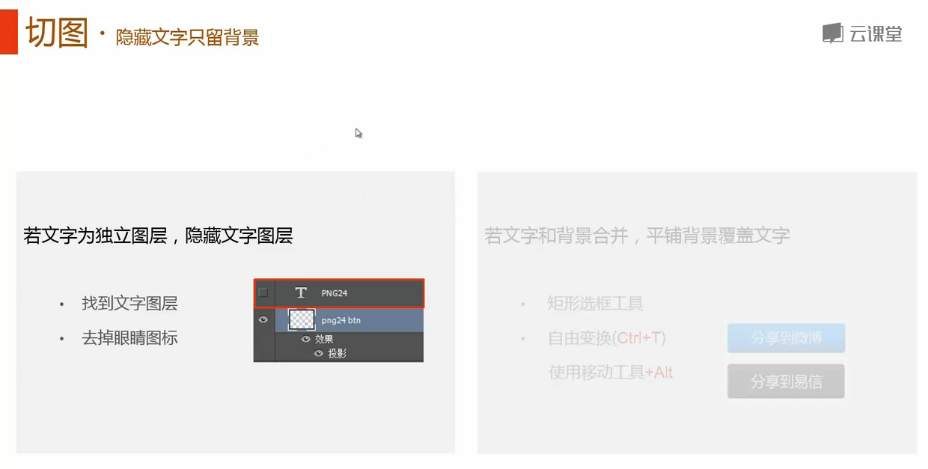 切图 · 隐藏文字只留背景
云课堂
若文字为独立图层，隐藏文字图层
• 找到文字图层
• 去掉眼睛图标
T PNG24
png24 btn
效果
投影
若文字和背景合并，平铺背景覆盖文字
• 矩形选框工具
• 自由变换(Ctrl+T)
使用移动工具+Alt
分享到微博
分享到易信